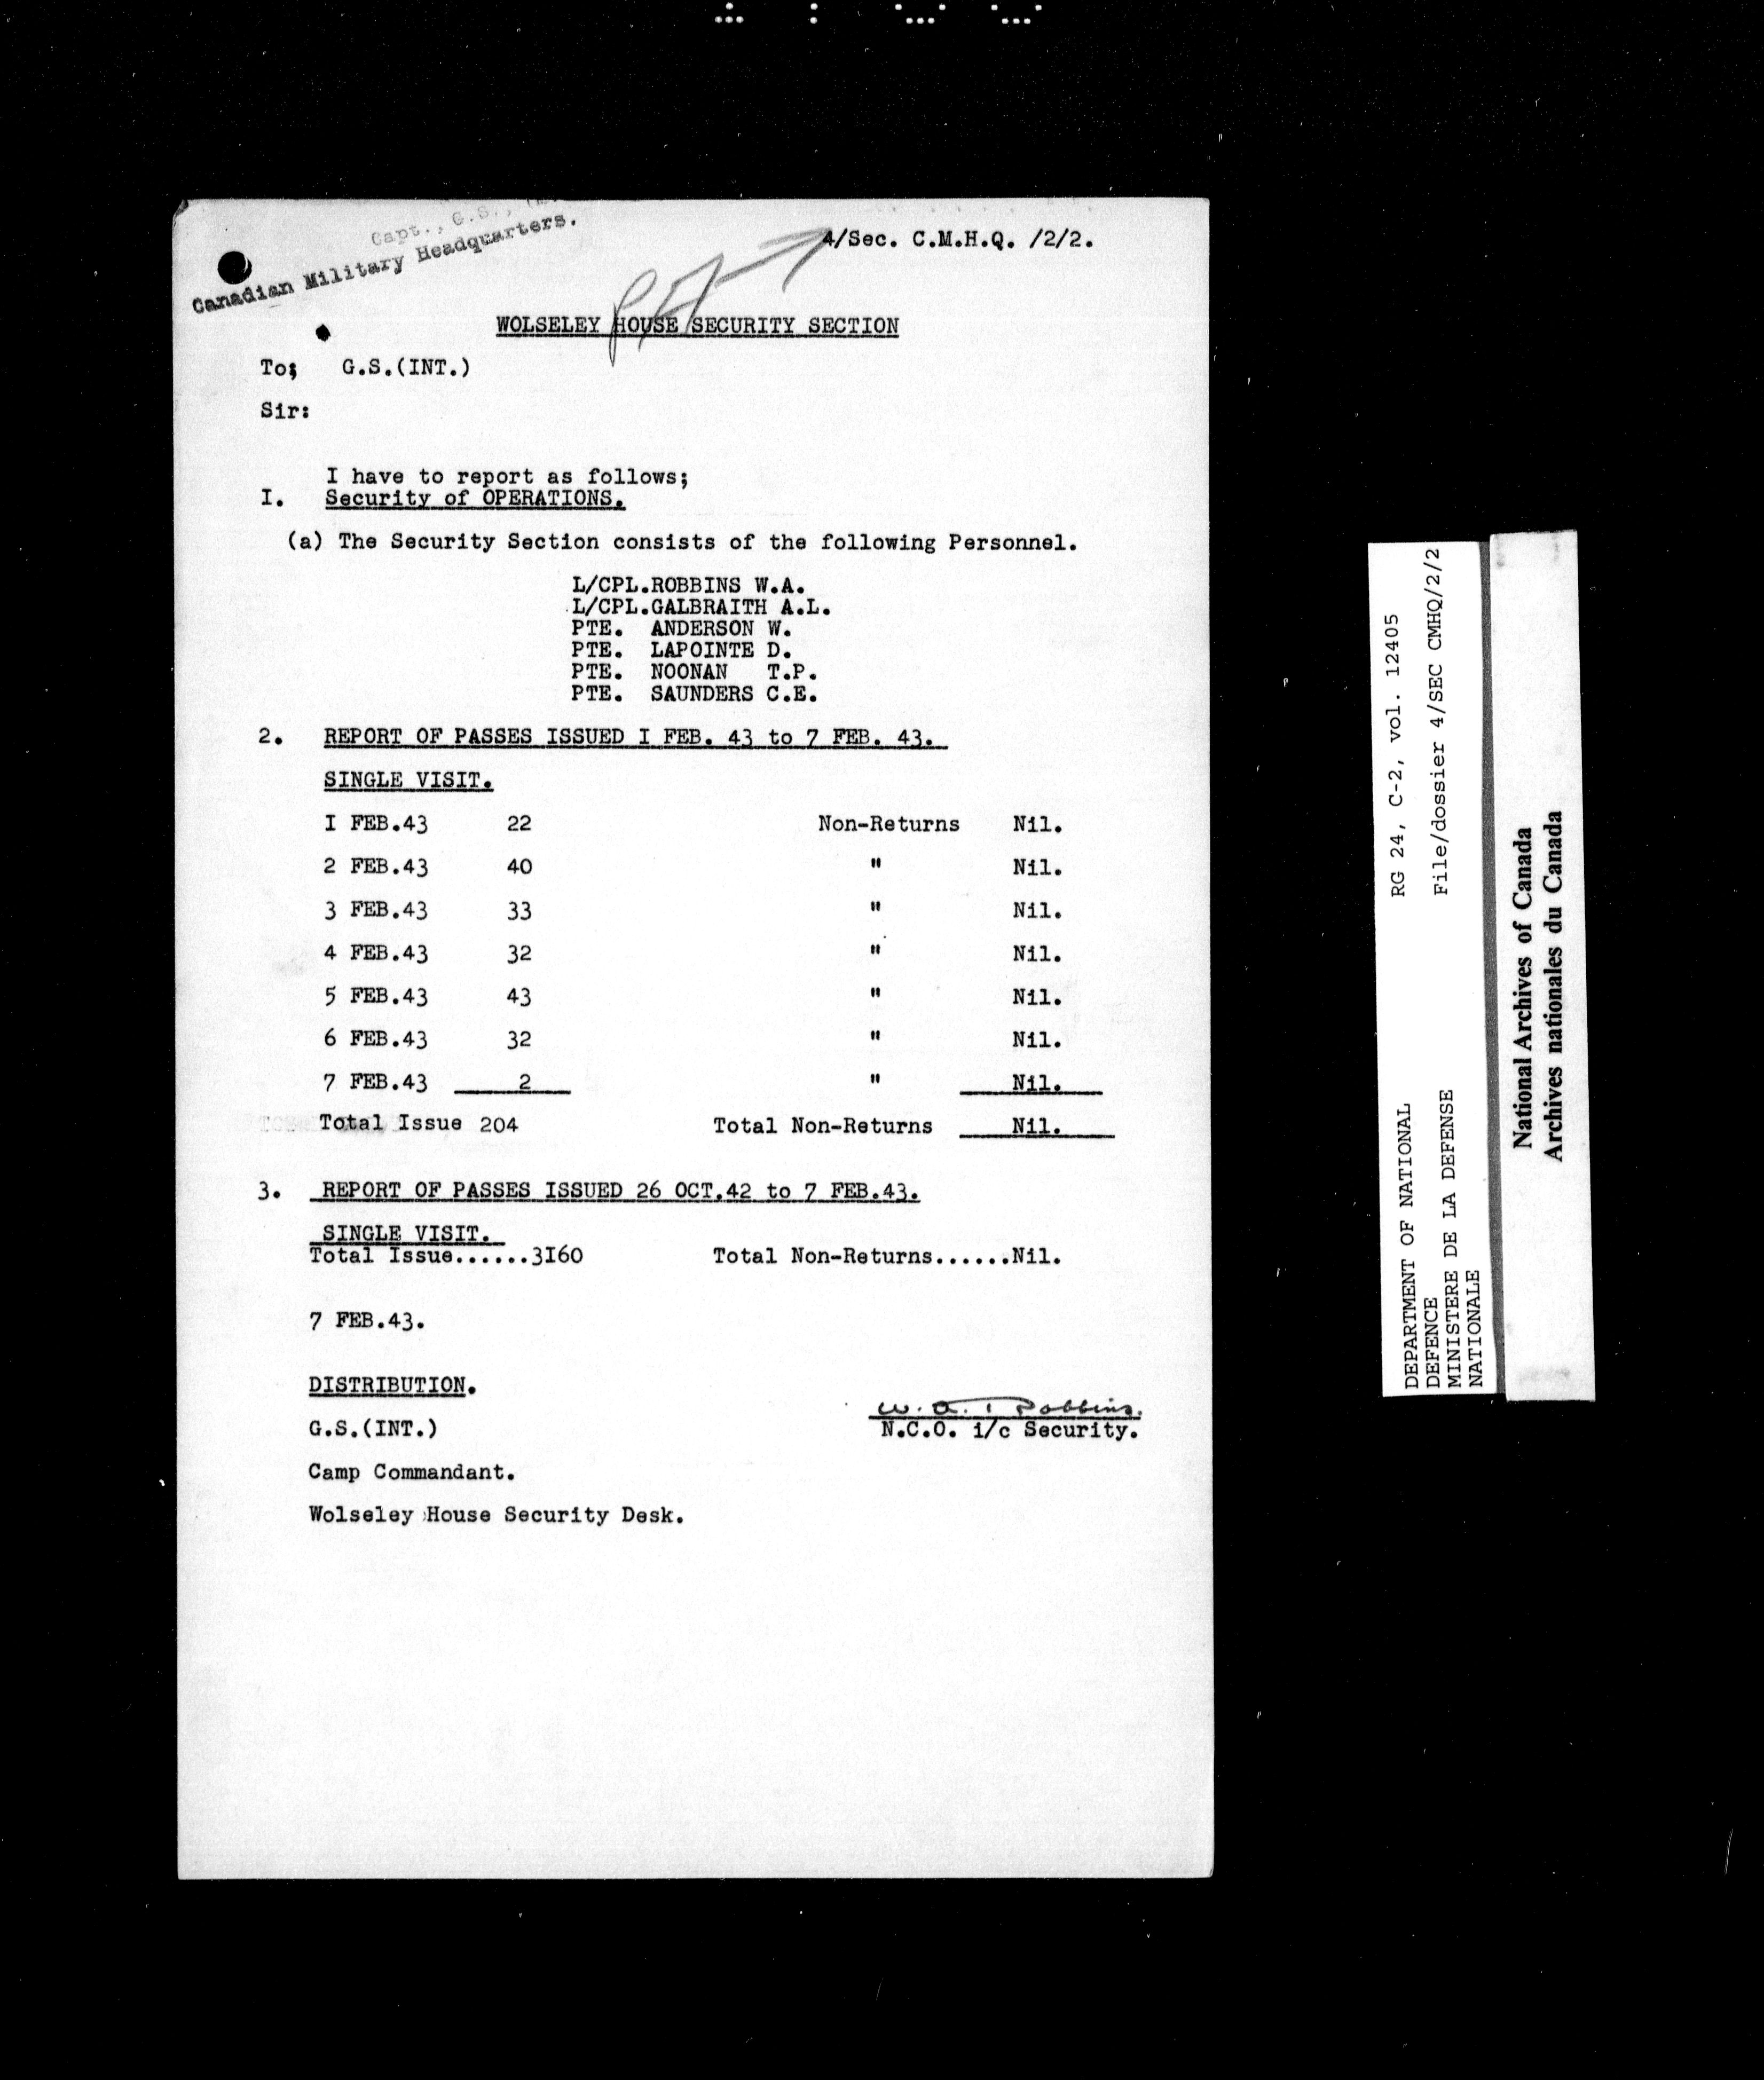 Capt., G.S.,
Canadian Military Headquarters.
4/Sec. C.M.H.Q. /2/2.
WOLSELEY HOUSE SECURITY SECTION
To; G.S.(INT.)
Sir:
I have to report as follows;
I. Security of OPERATIONS.
(a) The Security Section consists of the following Personnel.
L/CPL.ROBBINS W.A.
L/CPL.GALBRAITH A.L.
PTE. ANDERSON W.
PTE. LAPOINTE D.
PTE. NOONAN T.P.
PTE. SAUNDERS C.E.
2. REPORT OF PASSES ISSUED I FEB. 43 to 7 FEB. 43.
SINGLE VISIT.
I FEB.43 22 Non-Returns Nil.
2 FEB.43 40 " Nil.
3 FEB.43 33 " Nil.
4 FEB.43 32 " Nil.
5 FEB.43 43 " Nil.
6 FEB.43 32 " Nil.
7 FEB.43 2 " Nil.
Total Issue 204 Total Non-Returns Nil.
3. REPORT OF PASSES ISSUED 26 OCT.42 to 7 FEB.43.
SINGLE VISIT.
Total Issue......3I60 Total Non-Returns......Nil.
7 FEB.43.
DISTRIBUTION.
W. A. Robbins.
G.S.(INT.) N.C.O. i/c Security.
Camp Commandant.
Wolseley House Security Desk.
RG 24, C-2, vol. 12405
File/dossier 4/SEC CMHQ/2/2
DEPARTMENT OF NATIONAL
DEFENCE
MINISTERE DE LA DEFENSE
NATIONALE
National Archives of Canada
Archives nationales du Canada